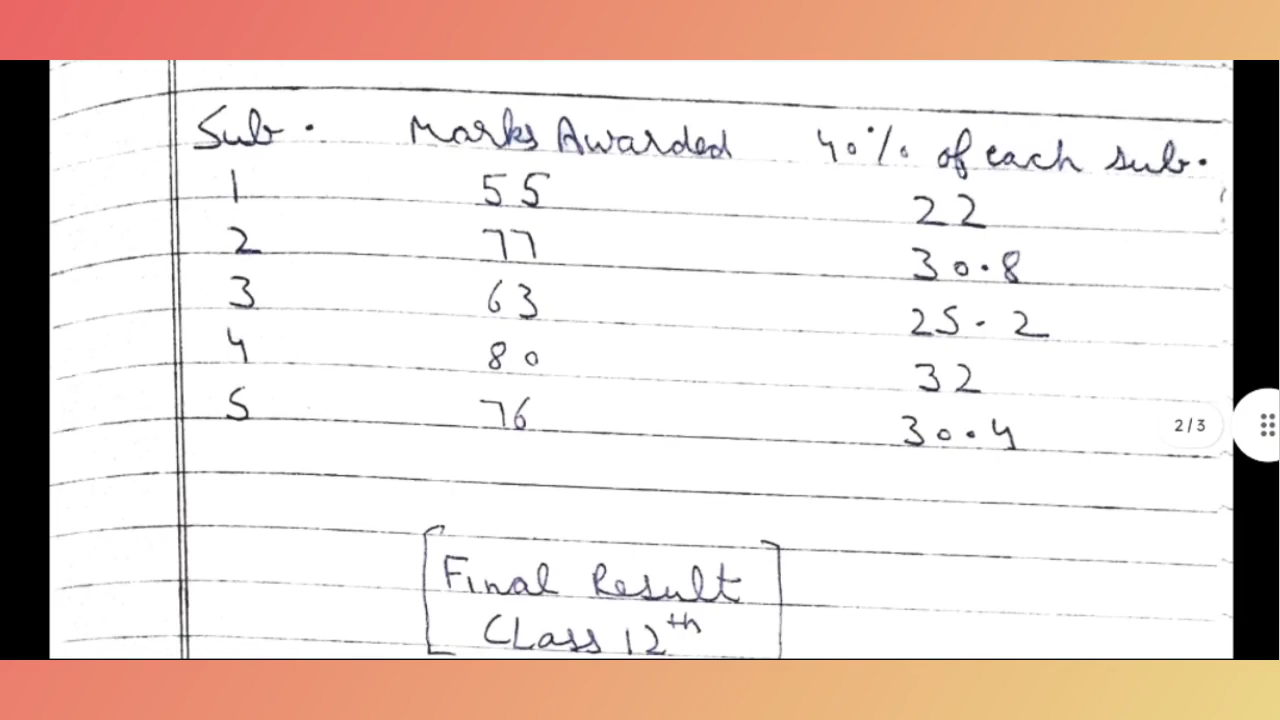 Sub. Marks Awarded 40% of each sub.
1 55 22
2 77 30.8
3 63 25.2
4 80 32
5 76 30.4
2/3
Final Result
Class 12th